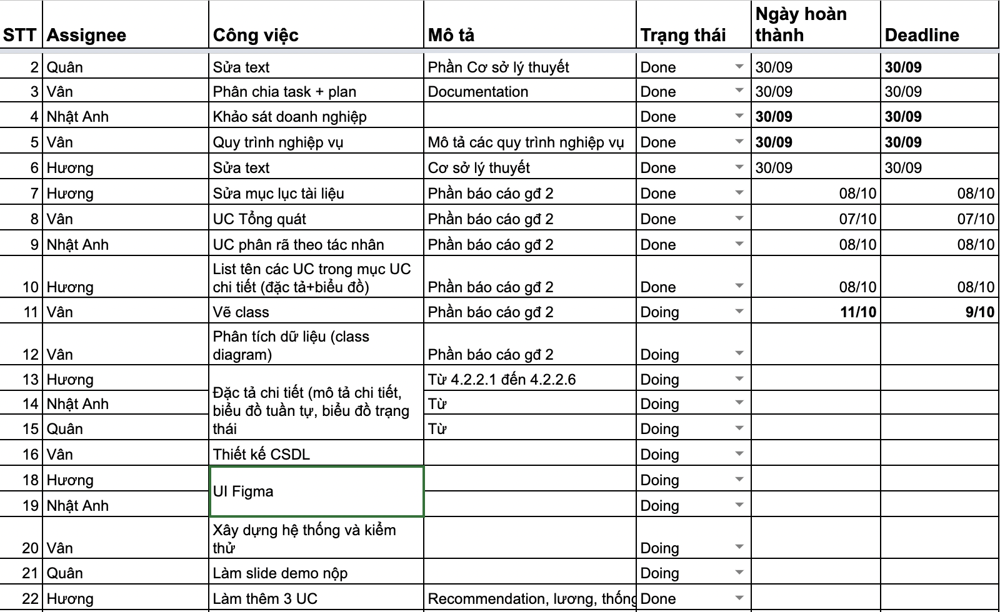 STT Assignee Công việc Mô tả Trạng thái Ngày hoàn thành Deadline
2 Quân Sửa text Phần Cơ sở lý thuyết Done 30/09 30/09
3 Vân Phân chia task + plan Documentation Done 30/09 30/09
4 Nhật Anh Khảo sát doanh nghiệp Done 30/09 30/09
5 Vân Quy trình nghiệp vụ Mô tả các quy trình nghiệp vụ Done 30/09 30/09
6 Hương Sửa text Cơ sở lý thuyết Done 30/09 30/09
7 Hương Sửa mục lục tài liệu Phần báo cáo gđ 2 Done 08/10 08/10
8 Vân UC Tổng quát Phần báo cáo gđ 2 Done 07/10 07/10
9 Nhật Anh UC phân rã theo tác nhân Phần báo cáo gđ 2 Done 08/10 08/10
10 Hương List tên các UC trong mục UC chi tiết (đặc tả+biểu đồ) Phần báo cáo gđ 2 Done 08/10 08/10
11 Vân Vẽ class Phần báo cáo gđ 2 Doing 11/10 9/10
12 Vân Phân tích dữ liệu (class diagram) Phần báo cáo gđ 2 Doing
13 Hương Đặc tả chi tiết (mô tả chi tiết, biểu đồ tuần tự, biểu đồ trạng thái Từ 4.2.2.1 đến 4.2.2.6 Doing
14 Nhật Anh Từ Doing
15 Quân Từ Doing
16 Vân Thiết kế CSDL Doing
18 Hương UI Figma Doing
19 Nhật Anh Doing
20 Vân Xây dựng hệ thống và kiểm thử Doing
21 Quân Làm slide demo nộp Doing
22 Hương Làm thêm 3 UC Recommendation, lương, thống Done